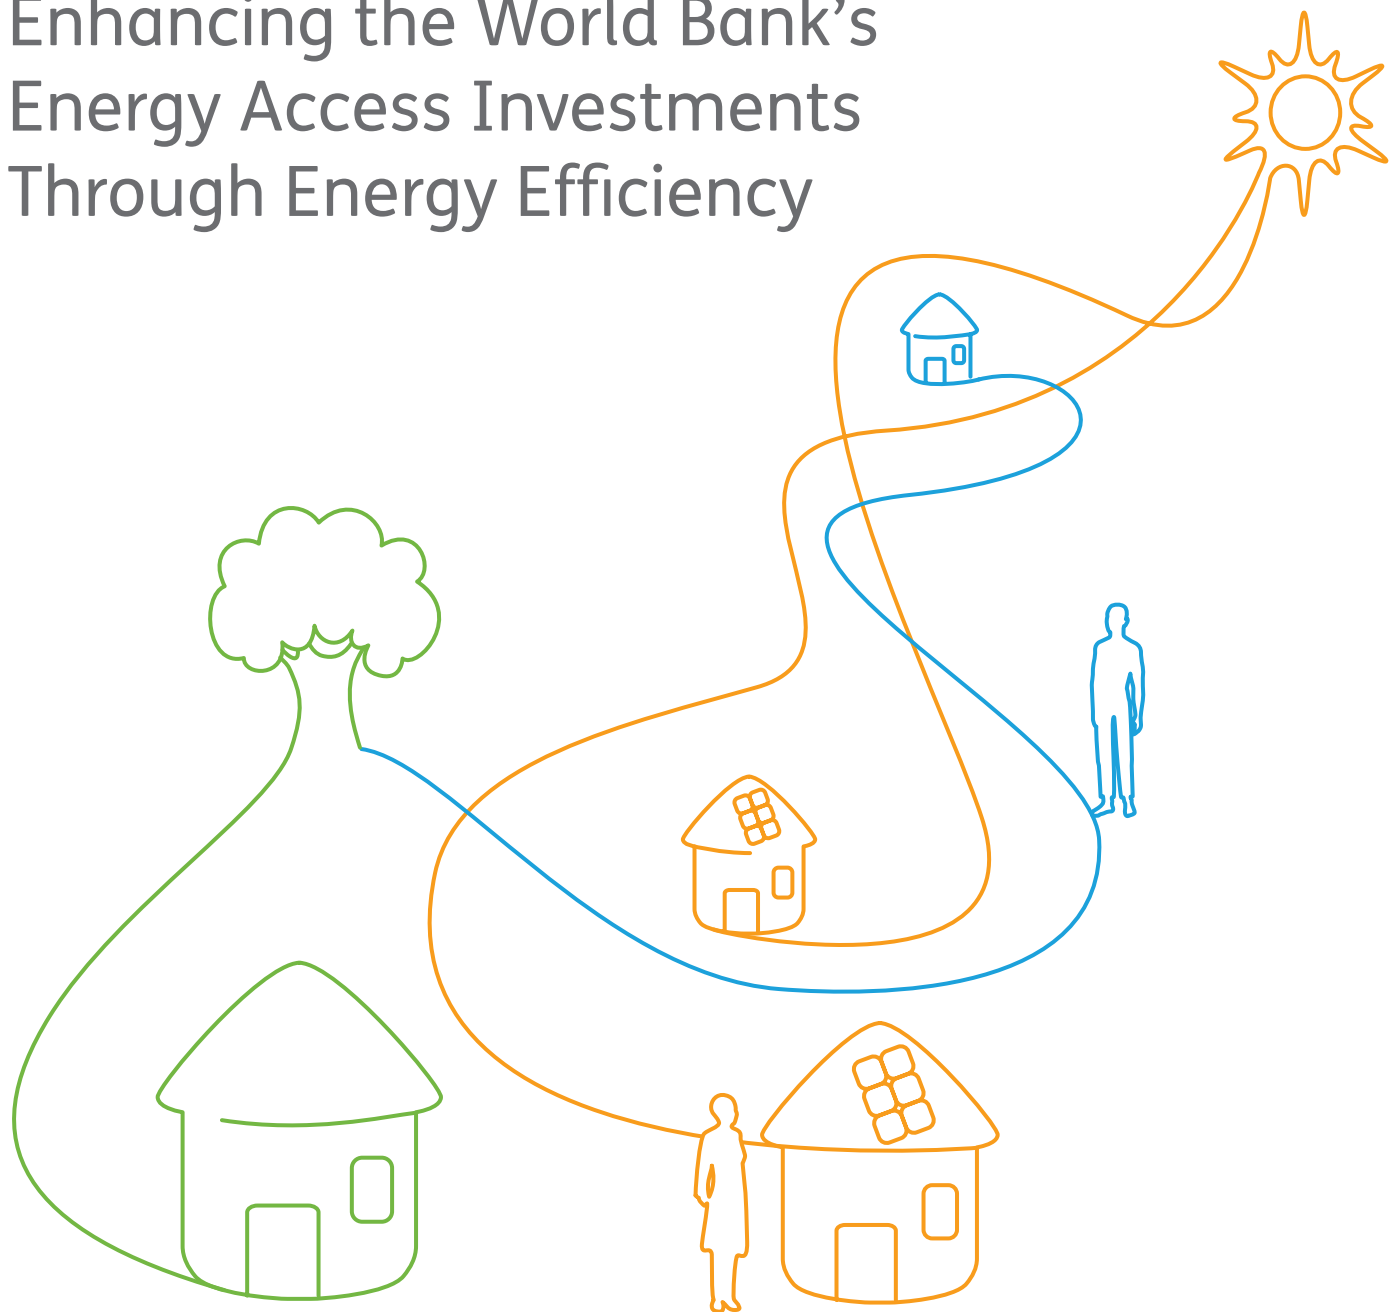 Enhancing the World Bank’s
Energy Access Investments
Through Energy Efficiency